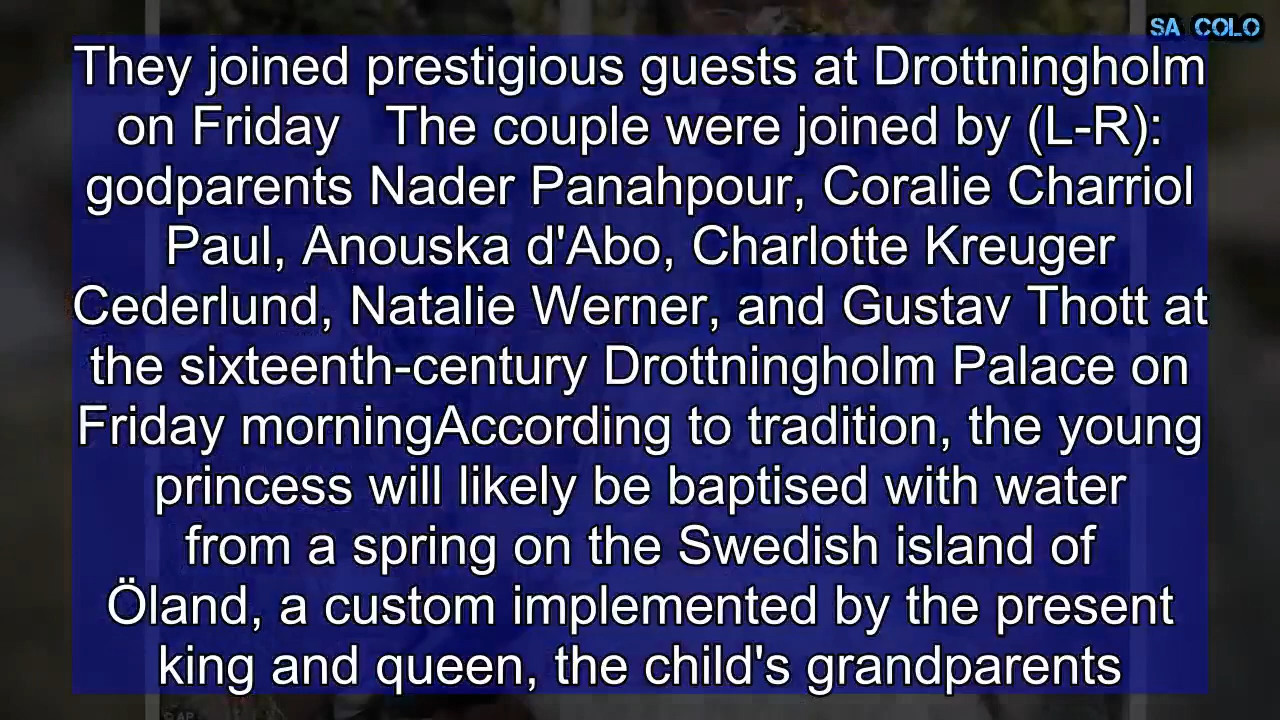 SA COLO
They joined prestigious guests at Drottningholm
on Friday   The couple were joined by (L-R):
godparents Nader Panahpour, Coralie Charriol
Paul, Anouska d'Abo, Charlotte Kreuger
Cederlund, Natalie Werner, and Gustav Thott at
the sixteenth-century Drottningholm Palace on
Friday morningAccording to tradition, the young
princess will likely be baptised with water
from a spring on the Swedish island of
Öland, a custom implemented by the present
king and queen, the child's grandparents
© AP